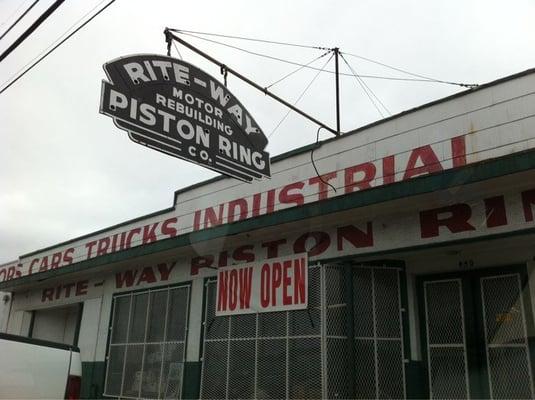 RITE-WAY
MOTOR
REBUILDING
PISTON RING
CO.
CARS TRUCKS INDUSTRIAL
RITE-WAY PISTON RIN
NOW OPEN